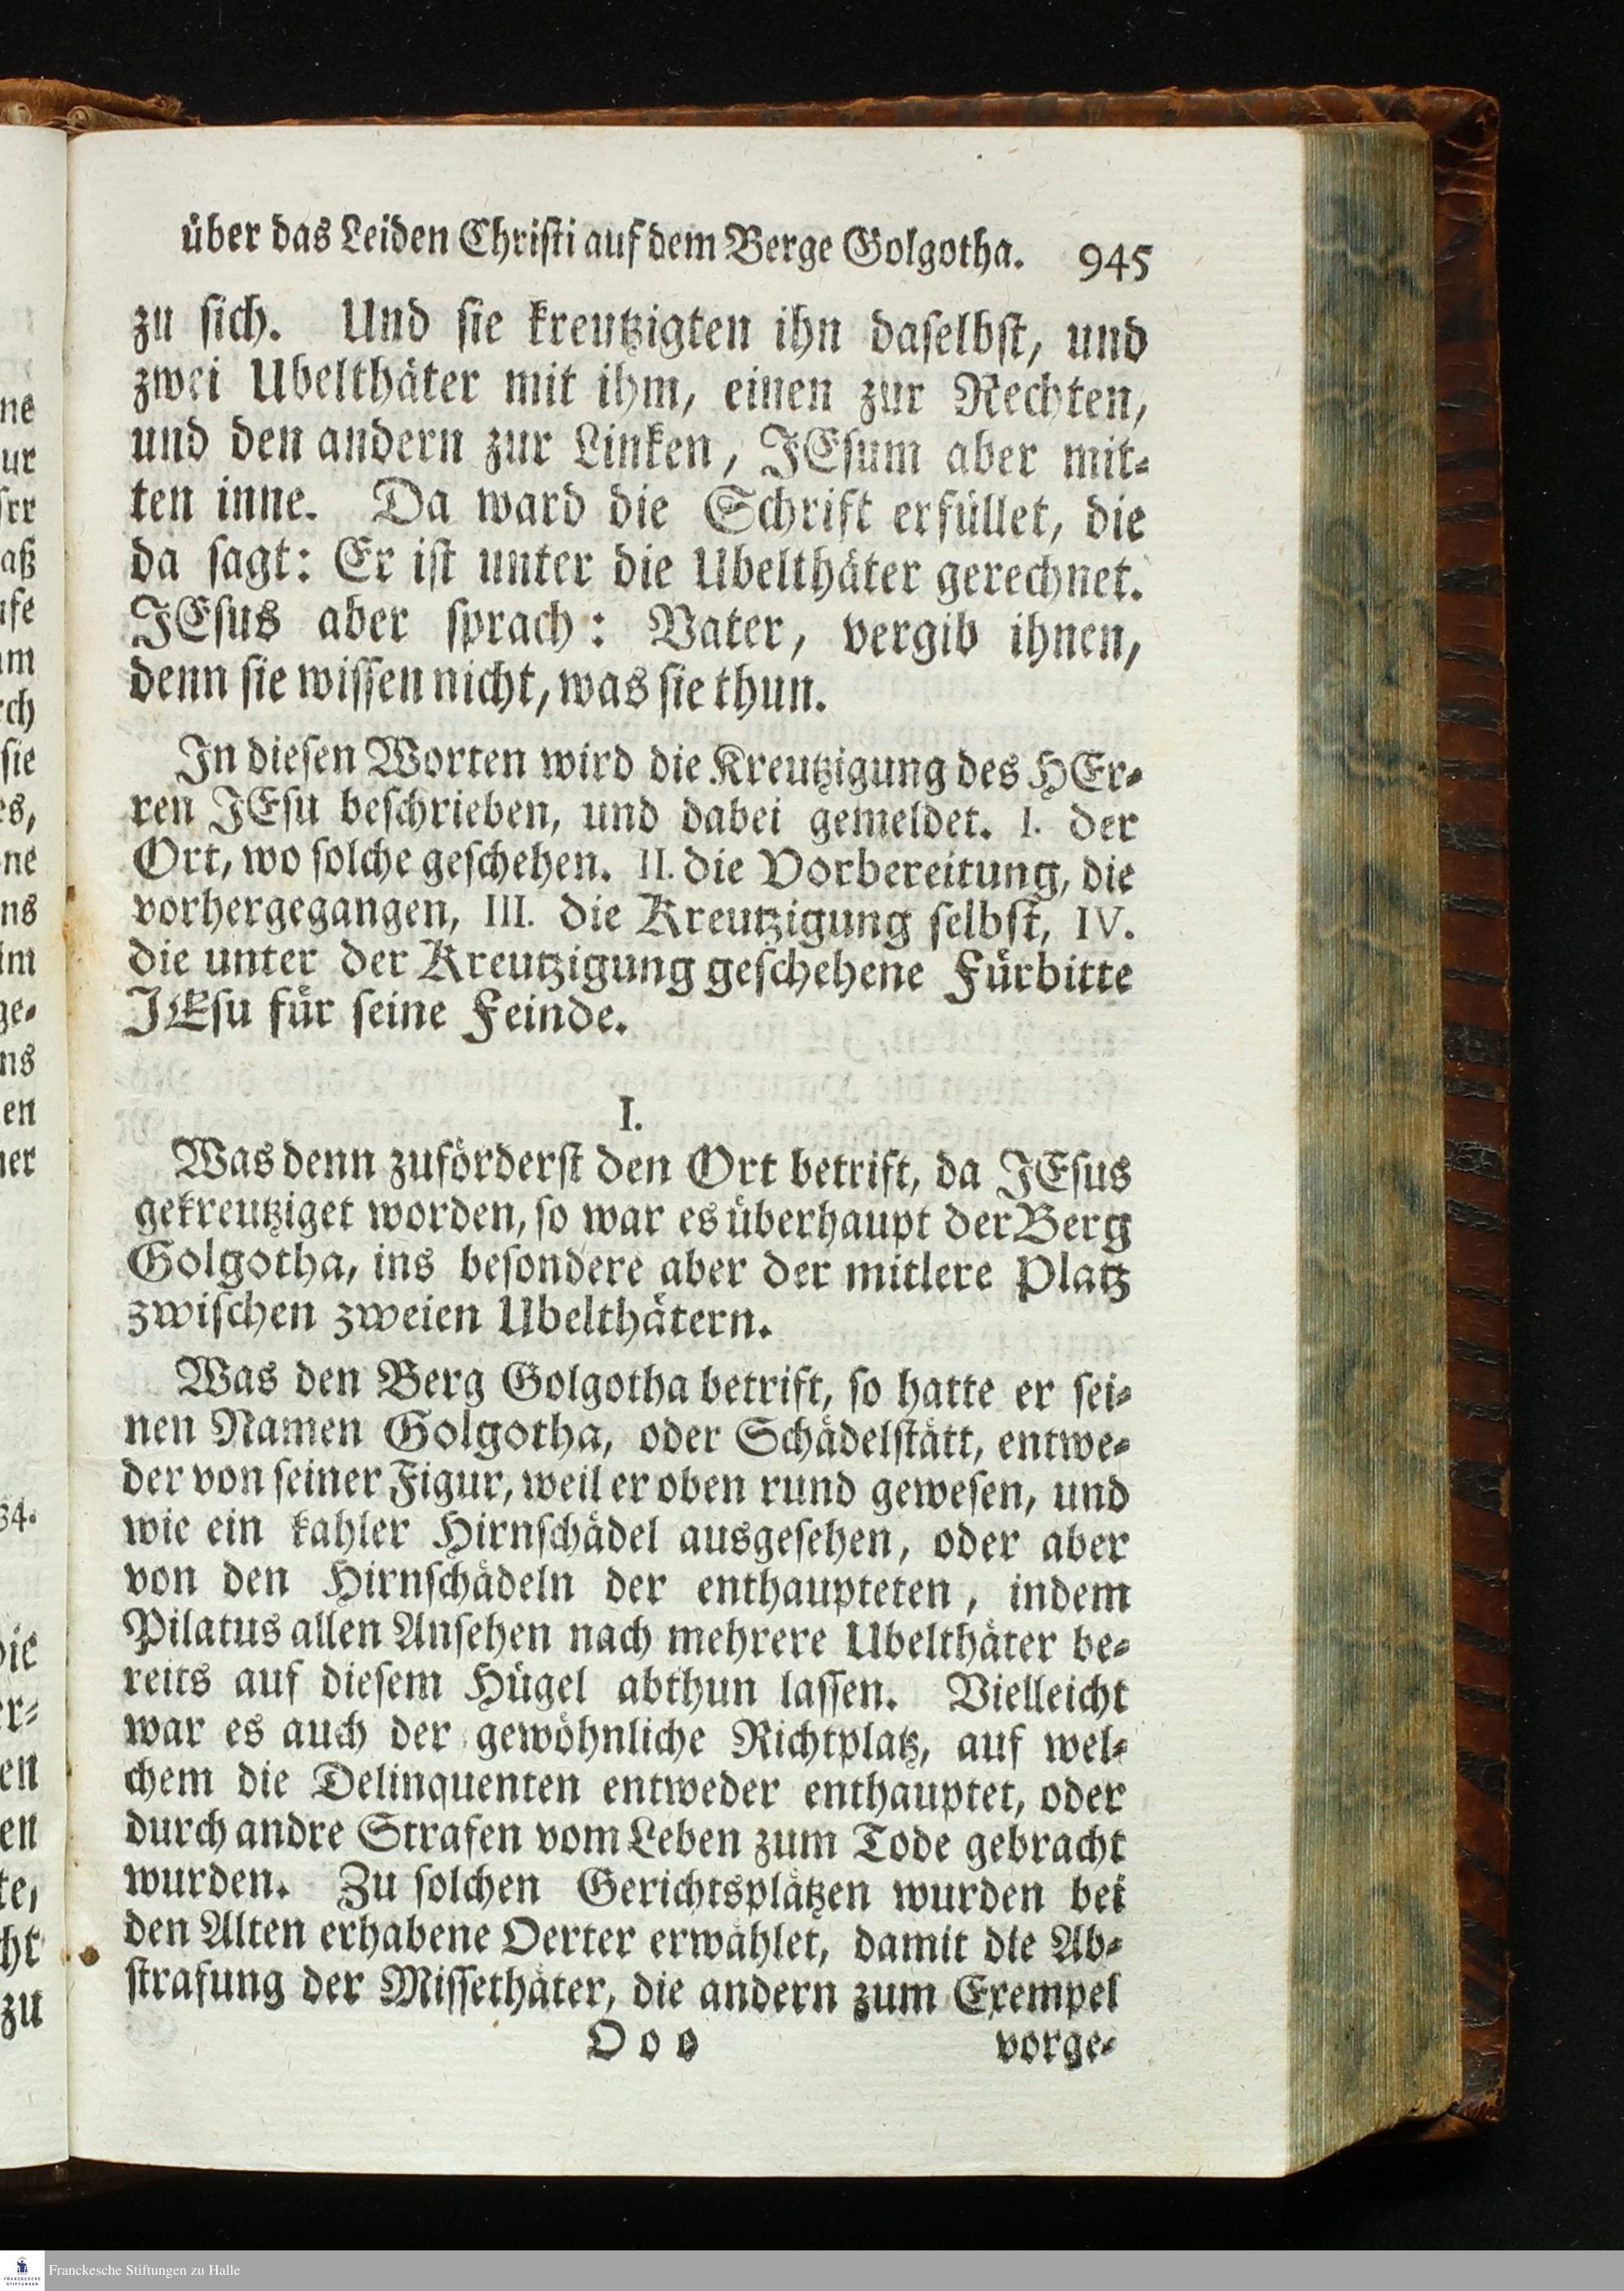 über das Leiden Christi auf dem Berge Golgotha. 945
zu sich. Und sie kreutzigten ihn daselbst, und
zwei Ubelthäter mit ihm, einen zur Rechten,
und den andern zur Linken, JEsum aber mit-
ten inne. Da ward die Schrift erfüllet, die
da sagt: Er ist unter die Ubelthäter gerechnet.
JEsus aber sprach: Vater, vergib ihnen,
denn sie wissen nicht, was sie thun.
In diesen Worten wird die Kreutzigung des HEr-
ren JEsu beschrieben, und dabei gemeldet. I. der
Ort, wo solche geschehen. II. die Vorbereitung, die
vorhergegangen, III. die Kreutzigung selbst, IV.
die unter der Kreutzigung geschehene Fürbitte
JEsu für seine Feinde.
I.
Was denn zuförderst den Ort betrift, da JEsus
gekreutziget worden, so war es überhaupt der Berg
Golgotha, ins besondere aber der mitlere Platz
zwischen zweien Ubelthätern.
Was den Berg Golgotha betrift, so hatte er sei-
nen Namen Golgotha, oder Schädelstätt, entwe-
der von seiner Figur, weil er oben rund gewesen, und
wie ein kahler Hirnschädel ausgesehen, oder aber
von den Hirnschädeln der enthaupteten, indem
Pilatus allen Ansehen nach mehrere Ubelthäter be-
reits auf diesem Hügel abthun lassen. Vielleicht
war es auch der gewöhnliche Richtplatz, auf wel-
chem die Delinquenten entweder enthauptet, oder
durch andre Strafen vom Leben zum Tode gebracht
wurden. Zu solchen Gerichtsplätzen wurden bei
den Alten erhabene Oerter erwählet, damit die Ab-
strafung der Missethäter, die andern zum Exempel
Ooo vorge-
Franckesche Stiftungen zu Halle